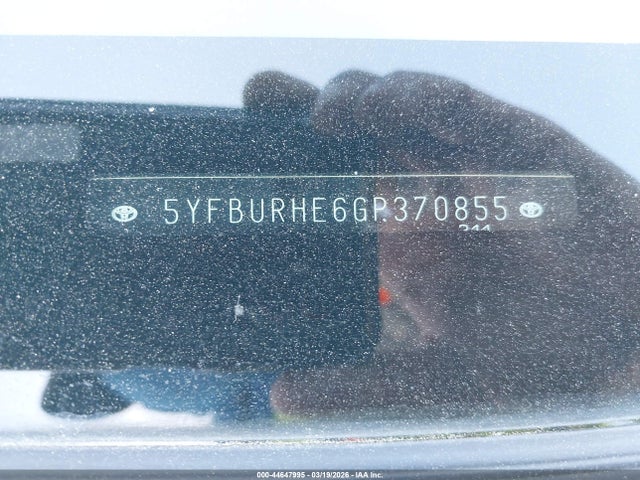 5YFBURHE6GP370855
000-44647995 - 03/19/2026 - IAA Inc.